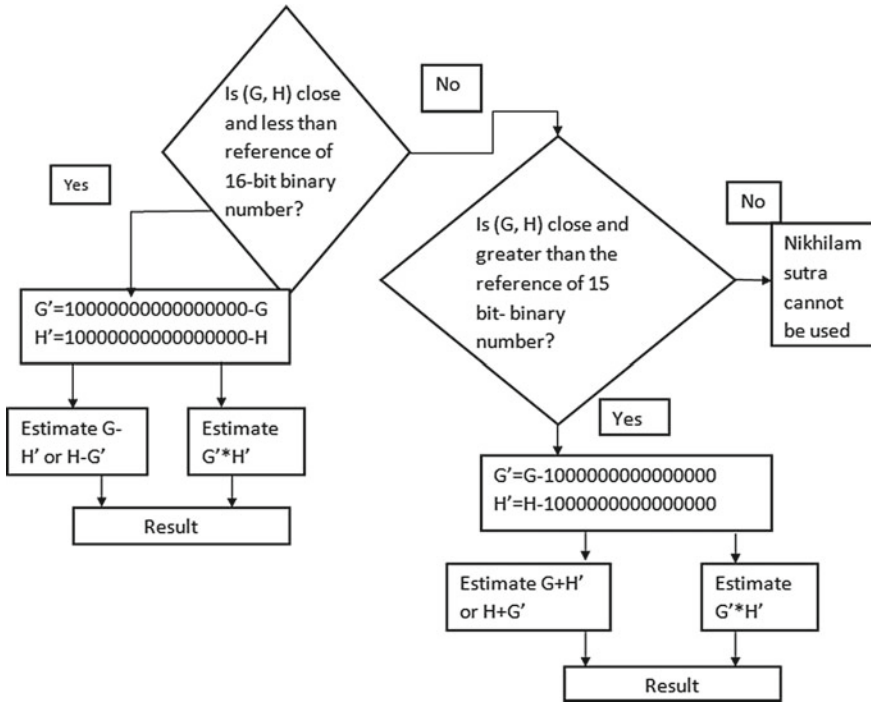 Is (G, H) close
and less than
reference of
16-bit binary
number?
No
Yes
Is (G, H) close and
greater than the
reference of 15
bit- binary
number?
No
Nikhilam
sutra
cannot
be used
G’=10000000000000000-G
H’=10000000000000000-H
Estimate G-
H’ or H-G’
Estimate
G’*H’
Result
Yes
G’=G-1000000000000000
H’=H-1000000000000000
Estimate G+H’
or H+G’
Estimate
G’*H’
Result